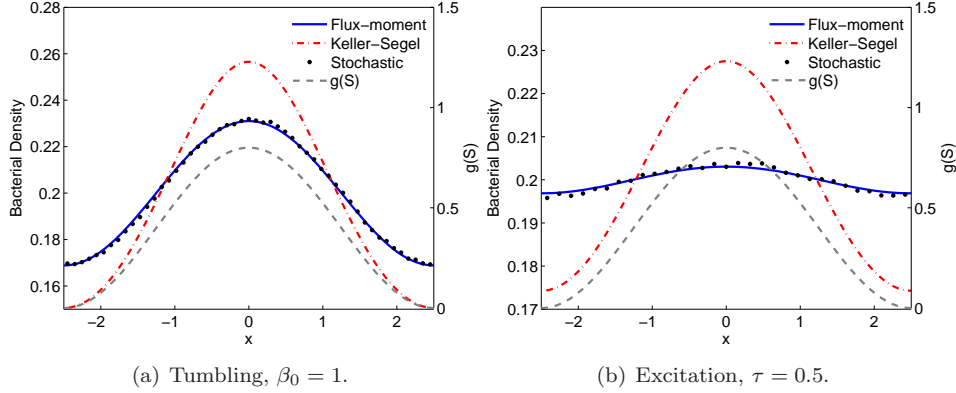 0.28
0.26
0.24
0.22
0.2
0.18
0.16
Bacterial Density
−2
−1
0
1
2
x
1.5
1
0.5
0
g(S)
Flux−moment
Keller−Segel
Stochastic
g(S)
(a) Tumbling, β₀ = 1.
0.23
0.22
0.21
0.2
0.19
0.18
0.17
Bacterial Density
−2
−1
0
1
2
x
1.5
1
0.5
0
g(S)
Flux−moment
Keller−Segel
Stochastic
g(S)
(b) Excitation, τ = 0.5.